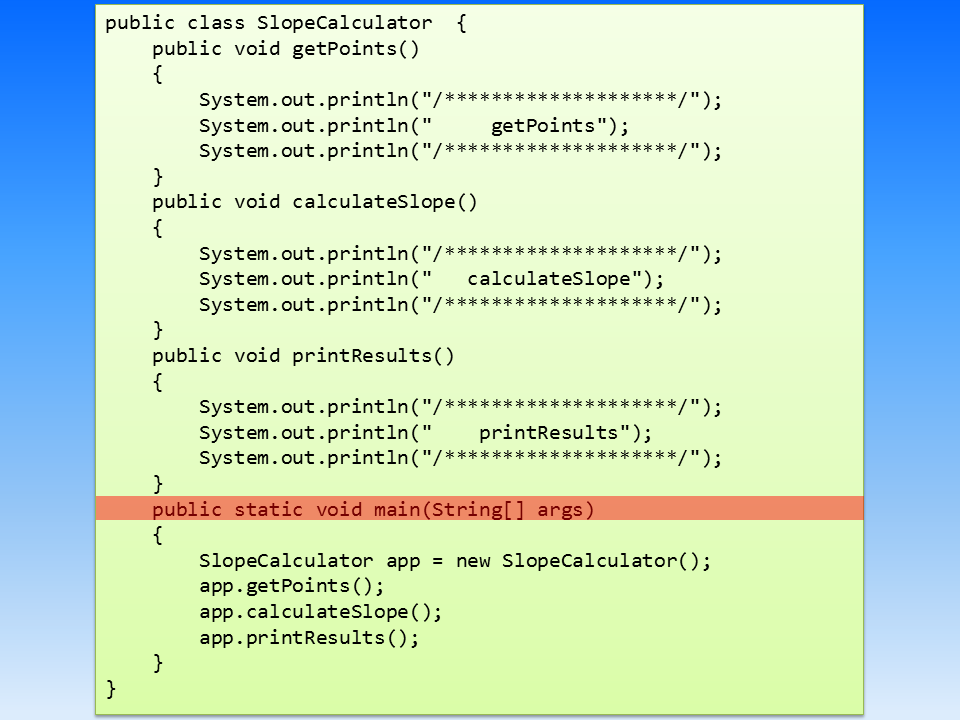 public class SlopeCalculator  {
    public void getPoints()
    {
        System.out.println("/********************/");
        System.out.println("     getPoints");
        System.out.println("/********************/");
    }
    public void calculateSlope()
    {
        System.out.println("/********************/");
        System.out.println("   calculateSlope");
        System.out.println("/********************/");
    }
    public void printResults()
    {
        System.out.println("/********************/");
        System.out.println("    printResults");
        System.out.println("/********************/");
    }
    public static void main(String[] args)
    {
        SlopeCalculator app = new SlopeCalculator();
        app.getPoints();
        app.calculateSlope();
        app.printResults();
    }
}